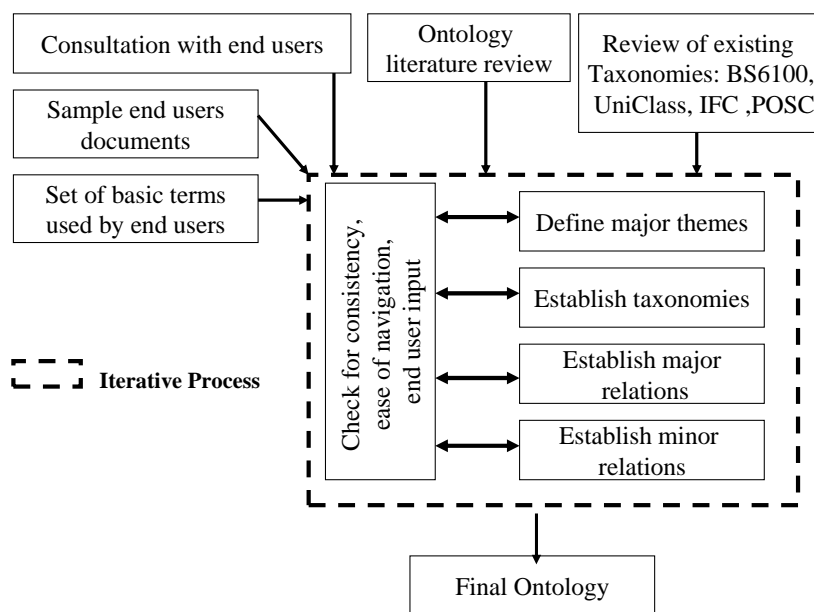 Consultation with end users
Ontology
literature review
Review of existing
Taxonomies: BS6100,
UniClass, IFC ,POSC
Sample end users
documents
Set of basic terms
used by end users
Check for consistency,
ease of navigation,
end user input
Define major themes
Establish taxonomies
Establish major
relations
Establish minor
relations
Iterative Process
Final Ontology